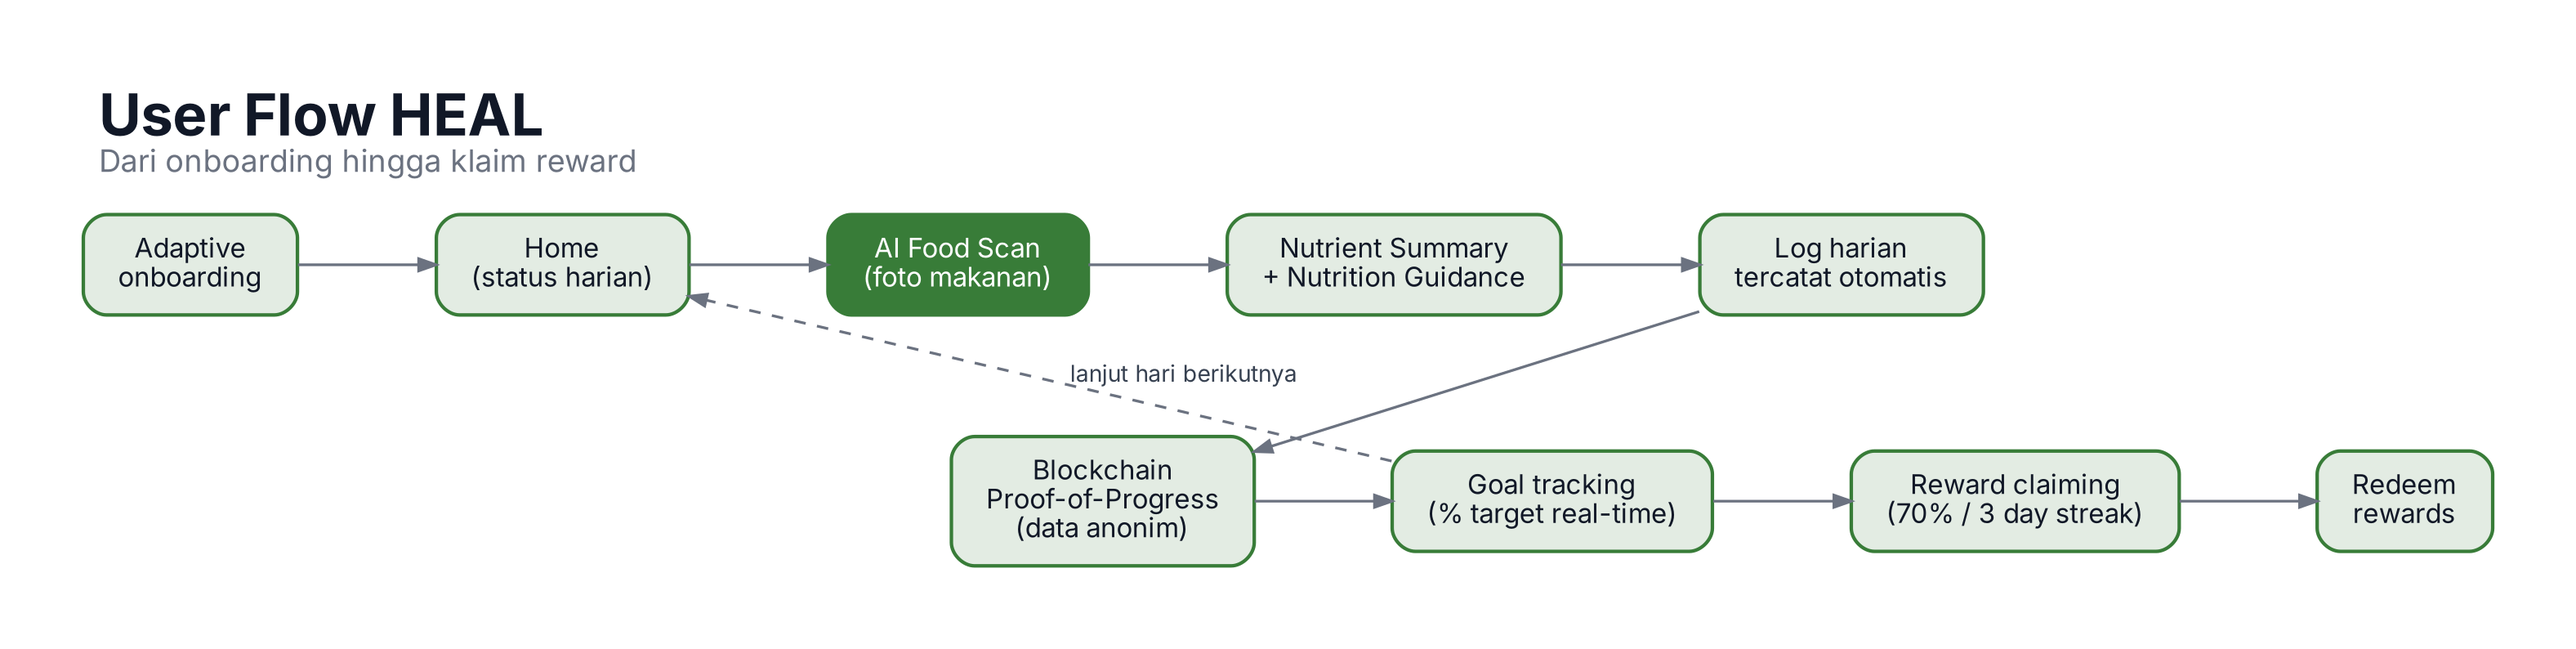 User Flow HEAL
Dari onboarding hingga klaim reward
Adaptive
onboarding
Home
(status harian)
AI Food Scan
(foto makanan)
Nutrient Summary
+ Nutrition Guidance
Log harian
tercatat otomatis
lanjut hari berikutnya
Blockchain
Proof-of-Progress
(data anonim)
Goal tracking
(% target real-time)
Reward claiming
(70% / 3 day streak)
Redeem
rewards